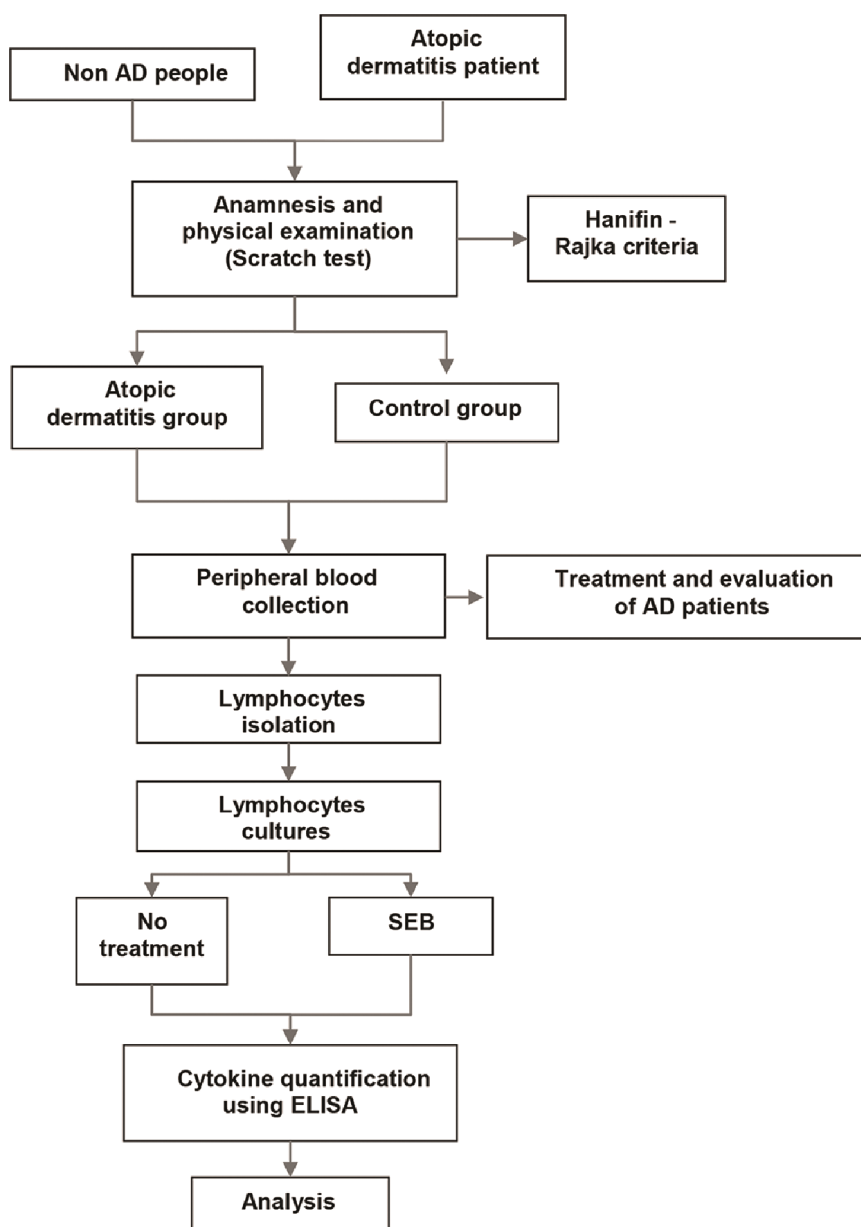 Non AD people
Atopic
dermatitis patient
Anamnesis and
physical examination
(Scratch test)
Hanifin -
Rajka criteria
Atopic
dermatitis group
Control group
Peripheral blood
collection
Treatment and evaluation
of AD patients
Lymphocytes
isolation
Lymphocytes
cultures
No
treatment
SEB
Cytokine quantification
using ELISA
Analysis